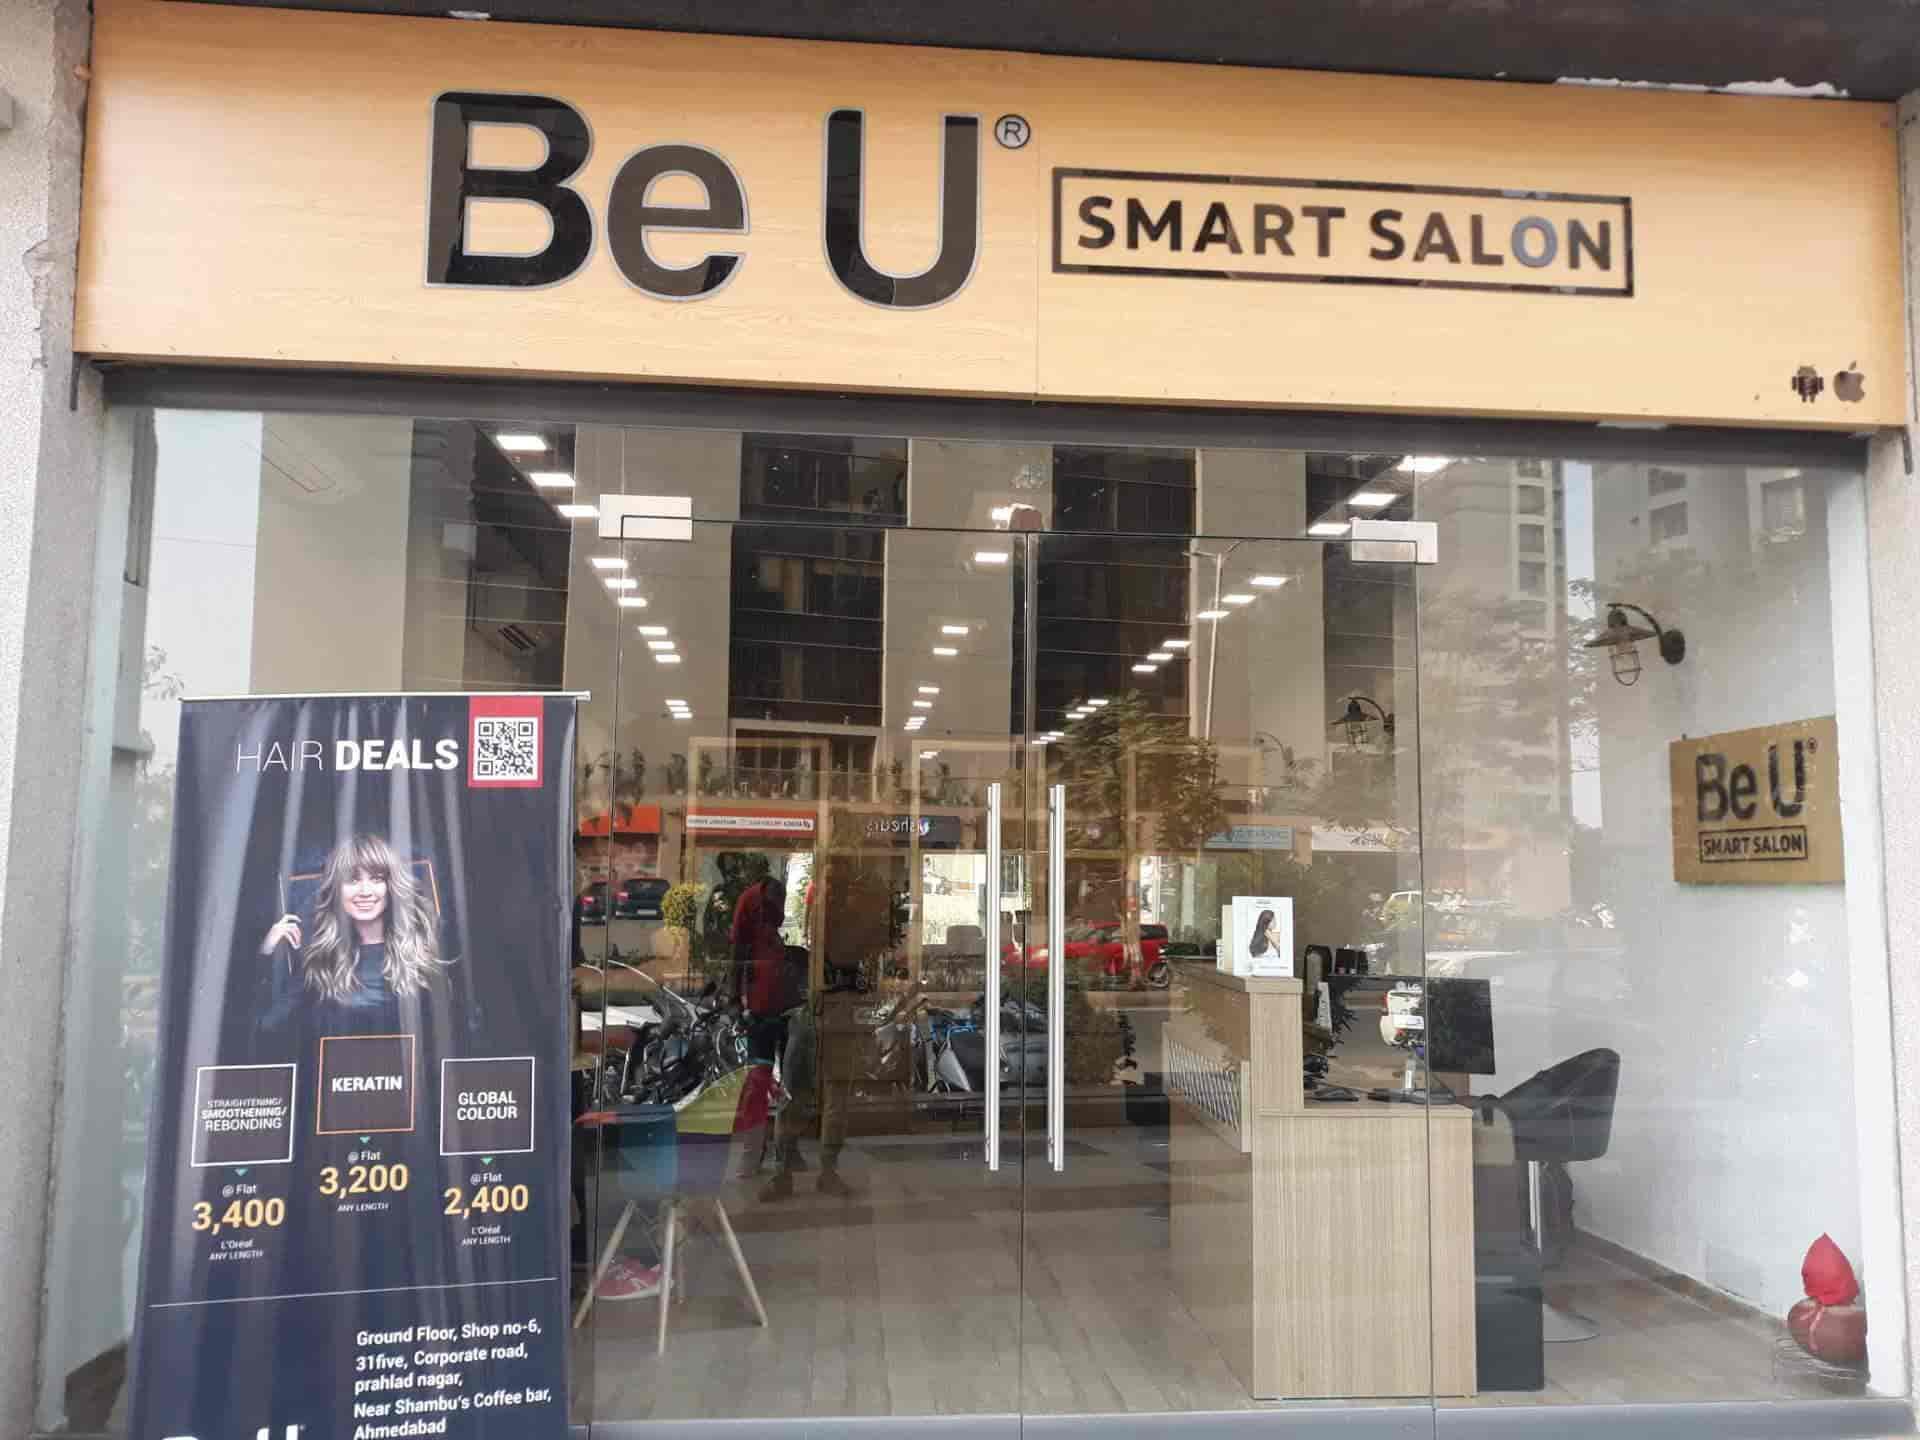 Be U®
SMART SALON
HAIR DEALS
STRAIGHTENING/
SMOOTHENING/
REBONDING
@ Flat
3,400
L'Oréal
ANY LENGTH
KERATIN
@ Flat
3,200
ANY LENGTH
GLOBAL
COLOUR
@ Flat
2,400
L'Oréal
ANY LENGTH
Ground Floor, Shop no-6,
31five, Corporate road,
prahlad nagar,
Near Shambu's Coffee bar,
Ahmedabad
Be U®
SMART SALON
LG